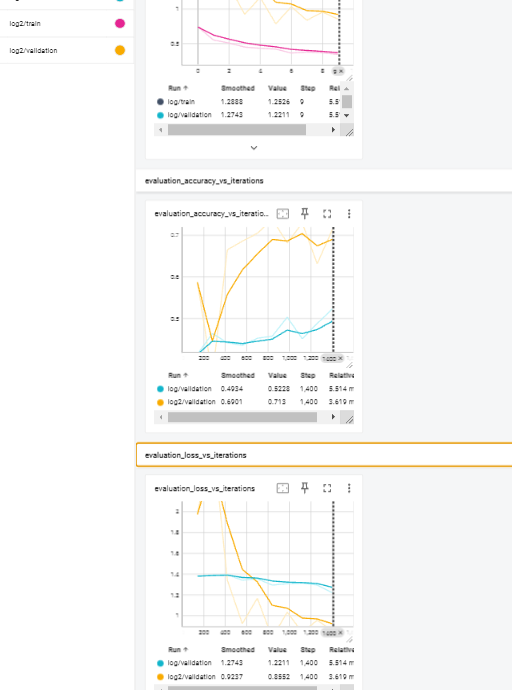 log2/train
log2/validation
1
0.5
0 2 4 6 8 9
Run ↑ Smoothed Value Step
log/train 1.2888 1.2526 9
log/validation 1.2743 1.2211 9
evaluation_accuracy_vs_iterations
evaluation_accuracy_vs_iteratio...
0.7
0.6
0.5
200 400 600 800 1,000 1,200 1,400
Run ↑ Smoothed Value Step Relative
log/validation 0.4934 0.5228 1,400 5.514 m
log2/validation 0.6901 0.713 1,400 3.619 m
evaluation_loss_vs_iterations
evaluation_loss_vs_iterations
2
1.8
1.6
1.4
1.2
1
200 400 600 800 1,000 1,200 1,400
Run ↑ Smoothed Value Step Relative
log/validation 1.2743 1.2211 1,400 5.514 m
log2/validation 0.9237 0.8552 1,400 3.619 m